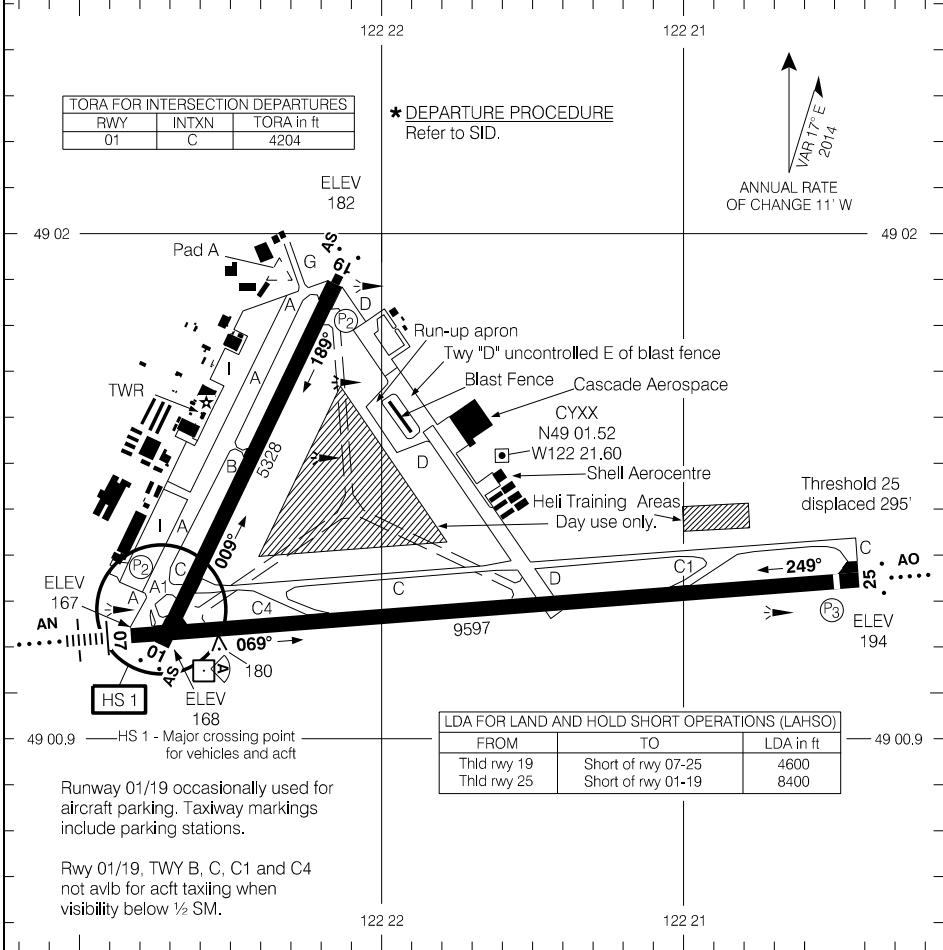 122 22
122 21
TORA FOR INTERSECTION DEPARTURES
RWY INTXN TORA in ft
01 C 4204
* DEPARTURE PROCEDURE
Refer to SID.
VAR 17° E
2014
ANNUAL RATE
OF CHANGE 11' W
ELEV
182
49 02
49 02
Pad A
G
AS
19
A
D
P2
Run-up apron
Twy "D" uncontrolled E of blast fence
Blast Fence
Cascade Aerospace
189°
I
A
TWR
CYXX
N49 01.52
W122 21.60
5328
B
D
Shell Aerocentre
Heli Training Areas
Day use only.
Threshold 25
displaced 295'
I
A
009°
P2
C
C
ELEV
167
A
A1
C4
C
D
C1
249°
25
AO
AN
07
01
AS
069°
9597
P3
ELEV
194
A
180
HS 1
ELEV
168
HS 1 - Major crossing point
for vehicles and acft
49 00.9
49 00.9
LDA FOR LAND AND HOLD SHORT OPERATIONS (LAHSO)
FROM TO LDA in ft
Thld rwy 19 Short of rwy 07-25 4600
Thld rwy 25 Short of rwy 01-19 8400
Runway 01/19 occasionally used for
aircraft parking. Taxiway markings
include parking stations.
Rwy 01/19, TWY B, C, C1 and C4
not avlb for acft taxiing when
visibility below ½ SM.
122 22
122 21